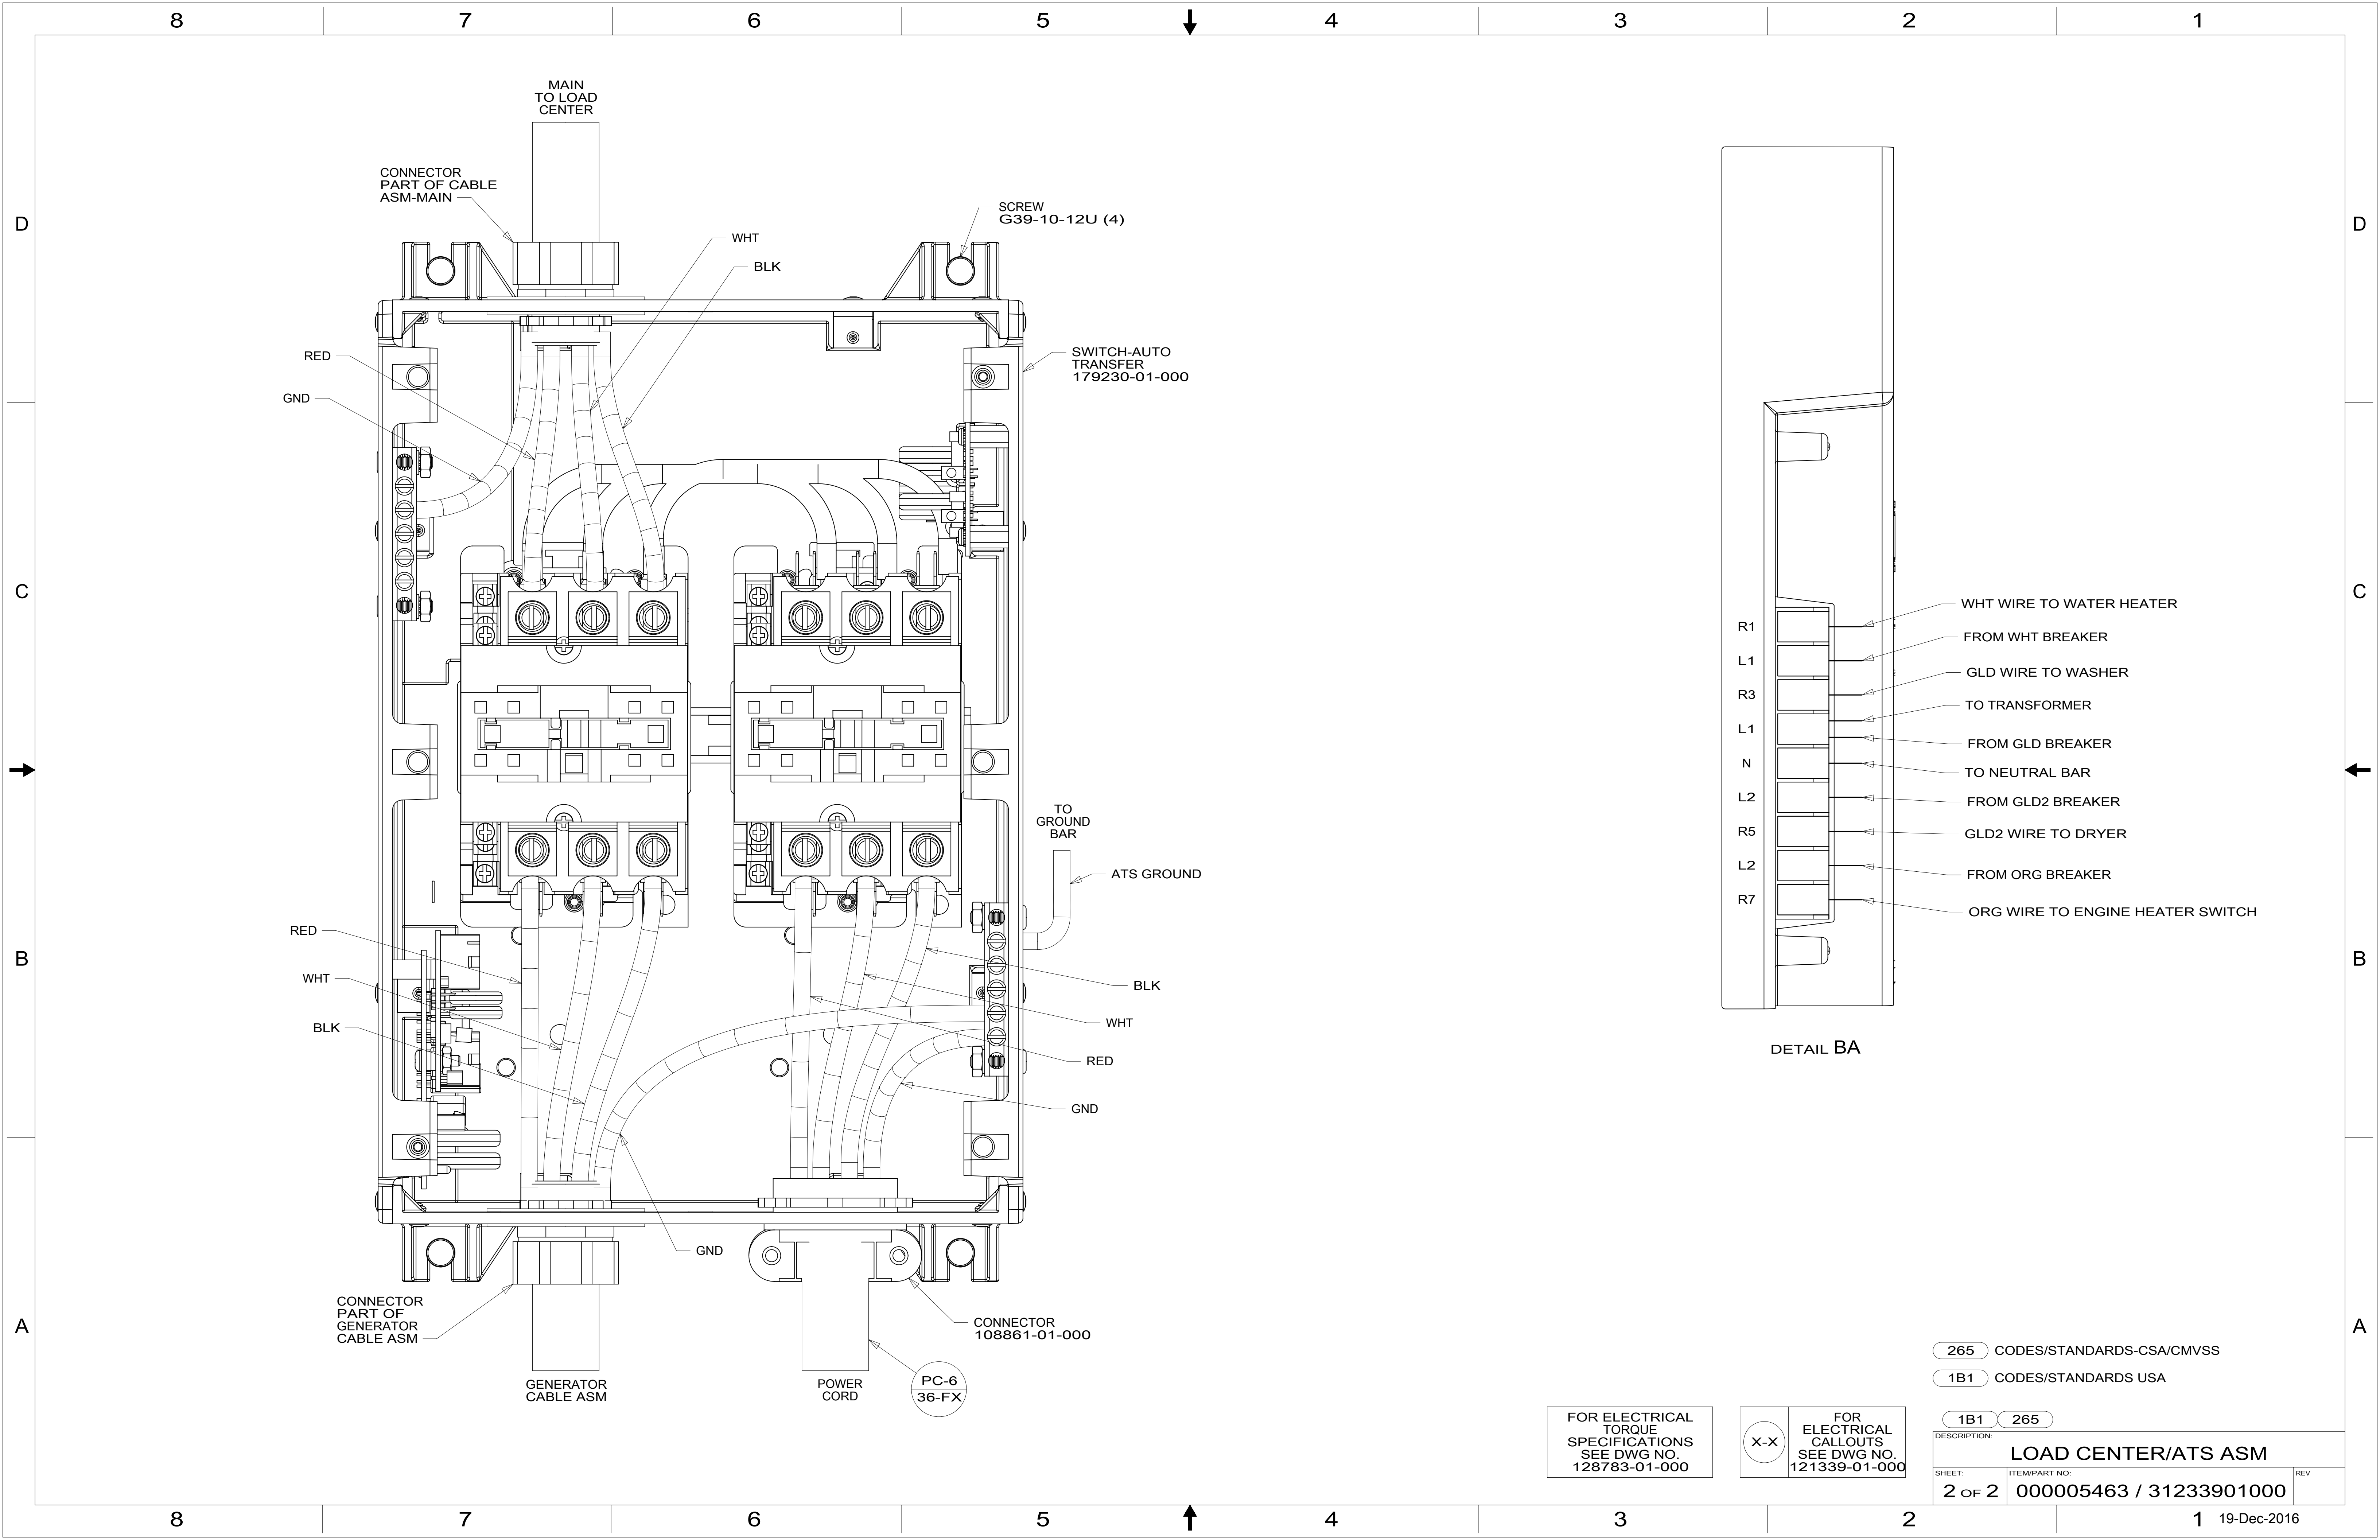 8 7 6 5 4 3 2 1
D
C
B
A
MAIN
TO LOAD
CENTER
CONNECTOR
PART OF CABLE
ASM-MAIN
SCREW
G39-10-12U (4)
WHT
BLK
RED
GND
SWITCH-AUTO
TRANSFER
179230-01-000
TO
GROUND
BAR
ATS GROUND
RED
WHT
BLK
BLK
WHT
RED
GND
GND
CONNECTOR
PART OF
GENERATOR
CABLE ASM
CONNECTOR
108861-01-000
GENERATOR
CABLE ASM
POWER
CORD
PC-6
36-FX
R1 WHT WIRE TO WATER HEATER
L1 FROM WHT BREAKER
R3 GLD WIRE TO WASHER
TO TRANSFORMER
L1
FROM GLD BREAKER
N TO NEUTRAL BAR
L2 FROM GLD2 BREAKER
R5 GLD2 WIRE TO DRYER
L2 FROM ORG BREAKER
R7 ORG WIRE TO ENGINE HEATER SWITCH
DETAIL BA
D
C
B
A
265 CODES/STANDARDS-CSA/CMVSS
1B1 CODES/STANDARDS USA
FOR ELECTRICAL
TORQUE
SPECIFICATIONS
SEE DWG NO.
128783-01-000
X-X
FOR
ELECTRICAL
CALLOUTS
SEE DWG NO.
121339-01-000
1B1 265
DESCRIPTION:
LOAD CENTER/ATS ASM
SHEET: ITEM/PART NO: REV
2 OF 2 000005463 / 31233901000
8 7 6 5 4 3 2 1
19-Dec-2016